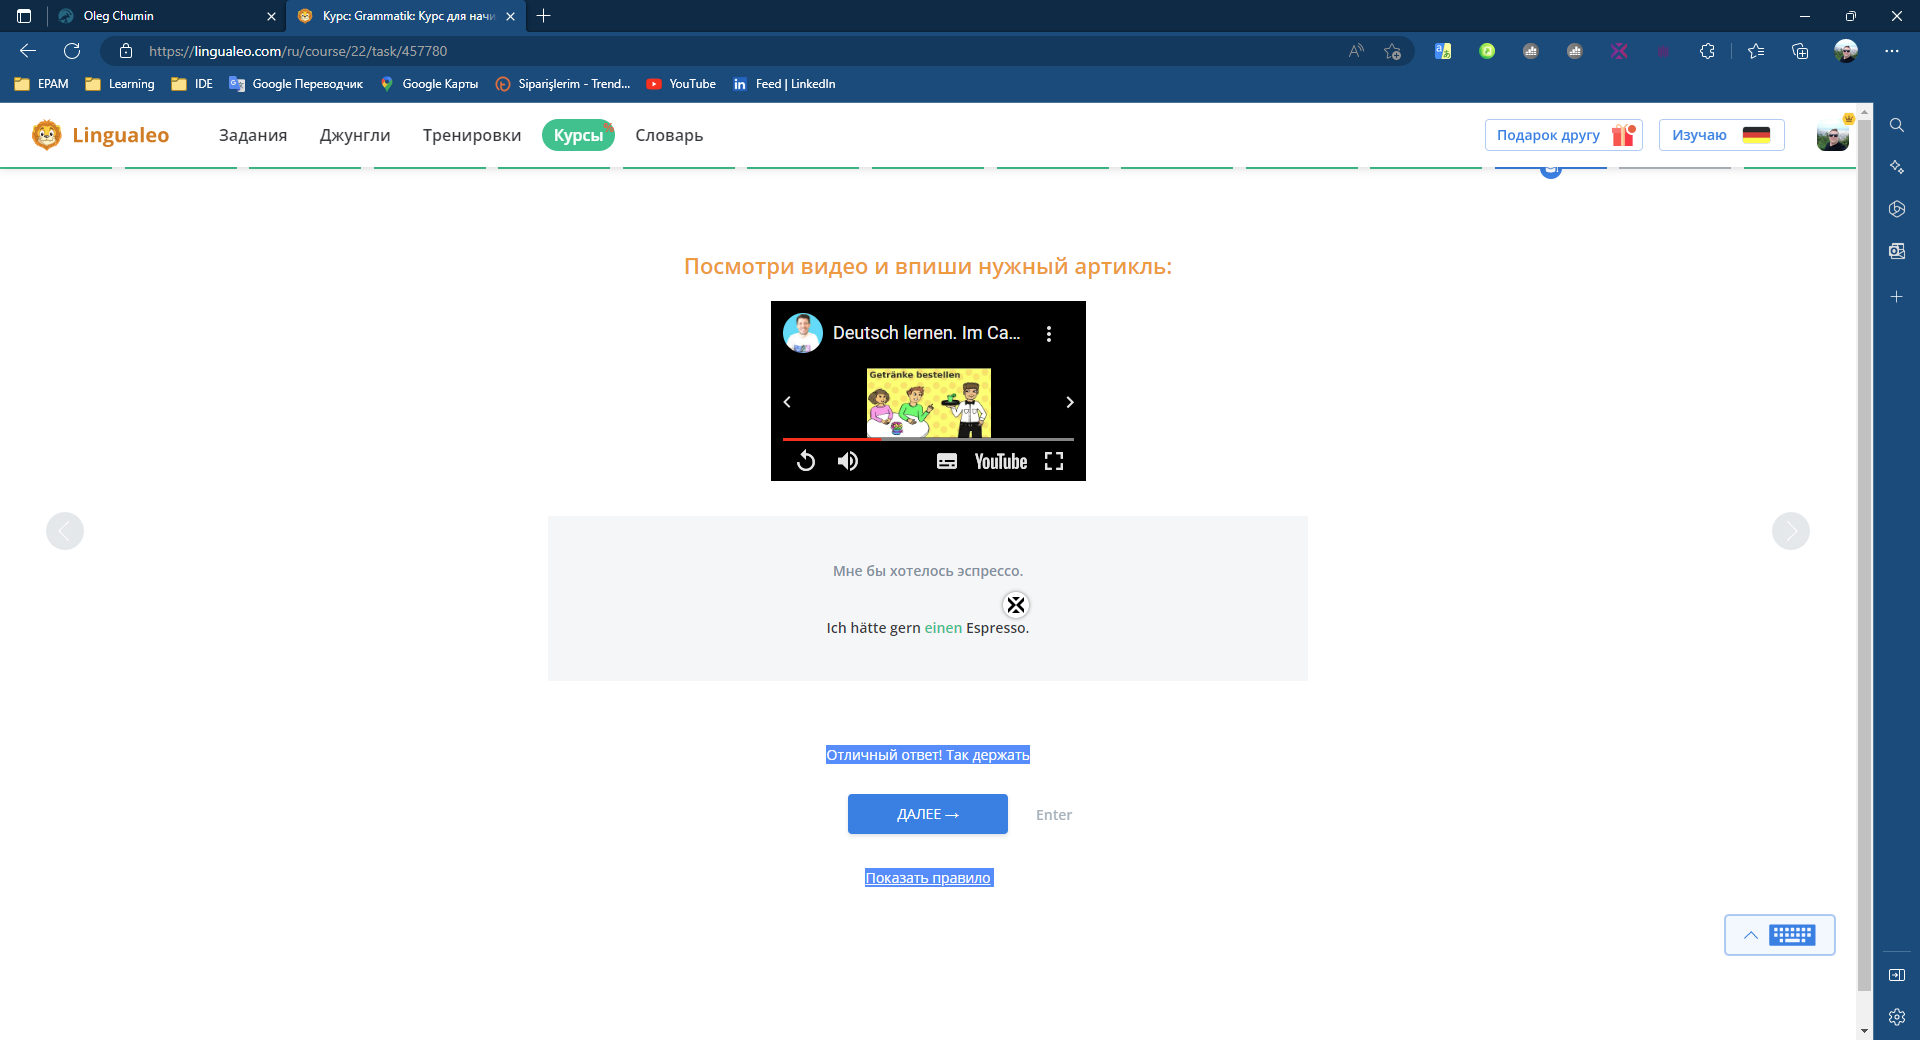 Oleg Chumin
Курс: Grammatik: Курс для начи
https://lingualeo.com/ru/course/22/task/457780
EPAM
Learning
IDE
Google Переводчик
Google Карты
Siparişlerim - Trend...
YouTube
Feed | LinkedIn
Lingualeo
Задания
Джунгли
Тренировки
Курсы
Словарь
Подарок другу
Изучаю
Посмотри видео и впиши нужный артикль:
Deutsch lernen. Im Ca...
Getränke bestellen
YouTube
Мне бы хотелось эспрессо.
Ich hätte gern einen Espresso.
Отличный ответ! Так держать
ДАЛЕЕ →
Enter
Показать правило